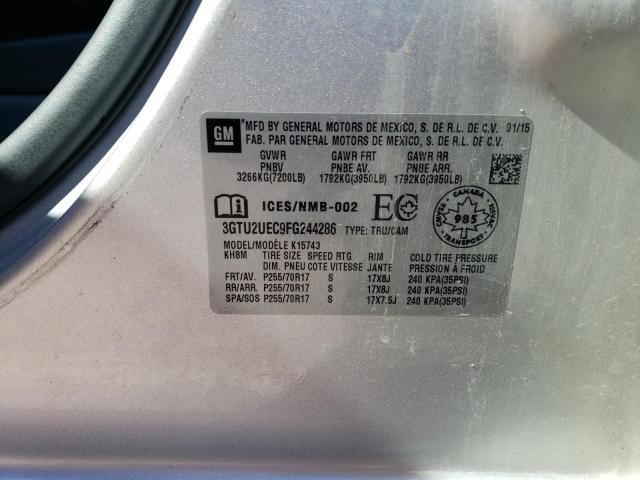 GM *MFD BY GENERAL MOTORS DE MEXICO, S. DE R.L. DE C.V. 01/15
FAB. PAR GENERAL MOTORS DE MEXICO, S. DE R.L. DE C.V.
GVWR GAWR FRT GAWR RR
PNBV PNBE AV. PNBE ARR.
3266KG(7200LB) 1792KG(3950LB) 1792KG(3950LB)
ICES/NMB-002 EC
CANADA
985
TRANSPORT
3GTU2UEC9FG244286 TYPE: TRU/CAM
MODEL/MODÈLE K15743
KH8M TIRE SIZE SPEED RTG RIM COLD TIRE PRESSURE
DIM. PNEU COTE VITESSE JANTE PRESSION À FROID
FRT/AV. P255/70R17 S 17X8J 240 KPA(35PSI)
RR/ARR. P255/70R17 S 17X8J 240 KPA(35PSI)
SPA/SOS P255/70R17 S 17X7.5J 240 KPA(35PSI)